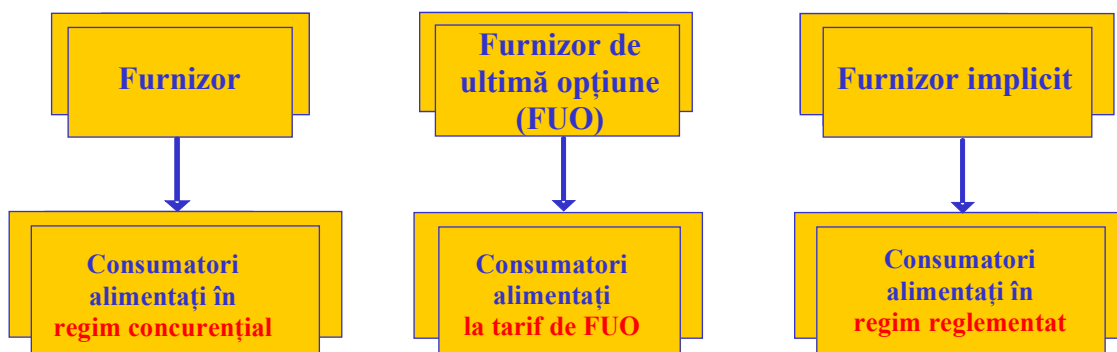 Furnizor
Furnizor de
ultimă opțiune
(FUO)
Furnizor implicit
Consumatori
alimentați în
regim concurențial
Consumatori
alimentați
la tarif de FUO
Consumatori
alimentați în
regim reglementat